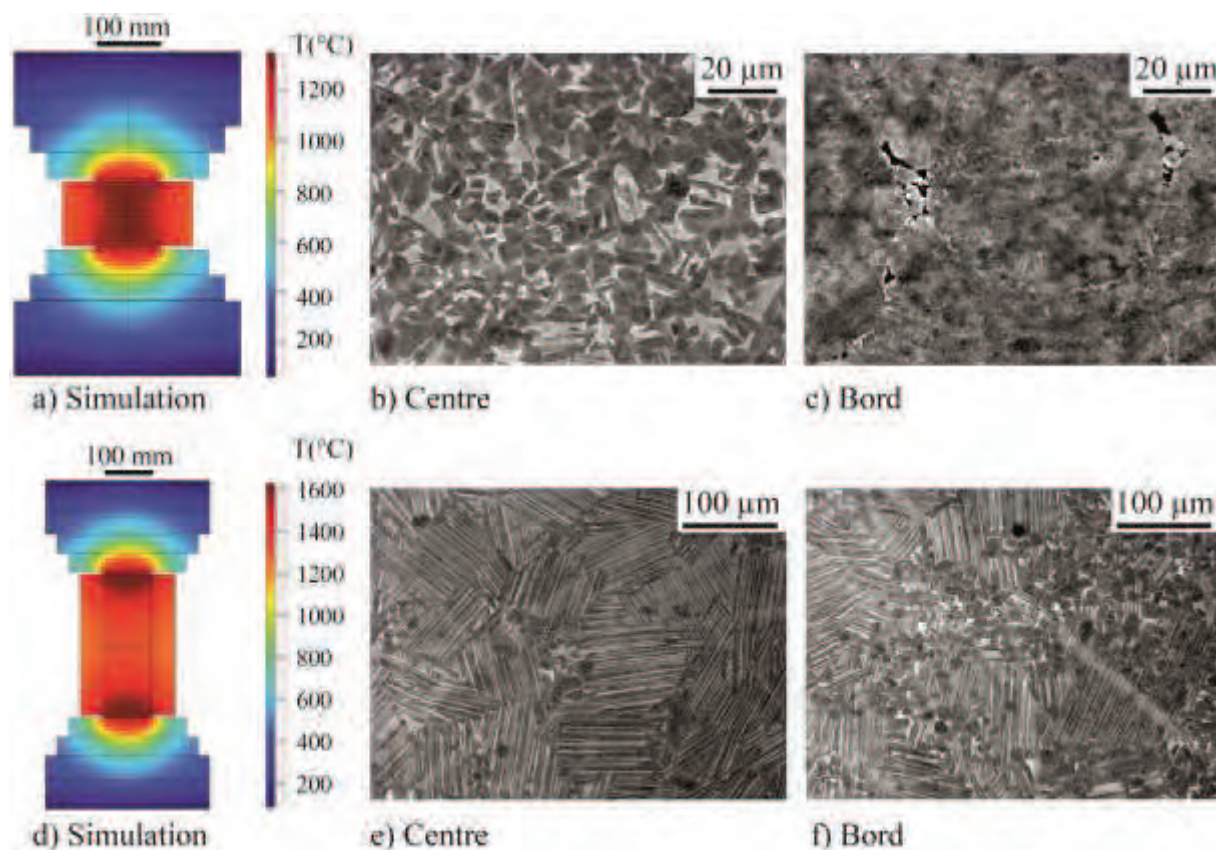 100 mm
T(°C)
1200
1000
800
600
400
200
a) Simulation
20 µm
b) Centre
20 µm
c) Bord
100 mm
T(°C)
1600
1400
1200
1000
800
600
400
200
d) Simulation
100 µm
e) Centre
100 µm
f) Bord